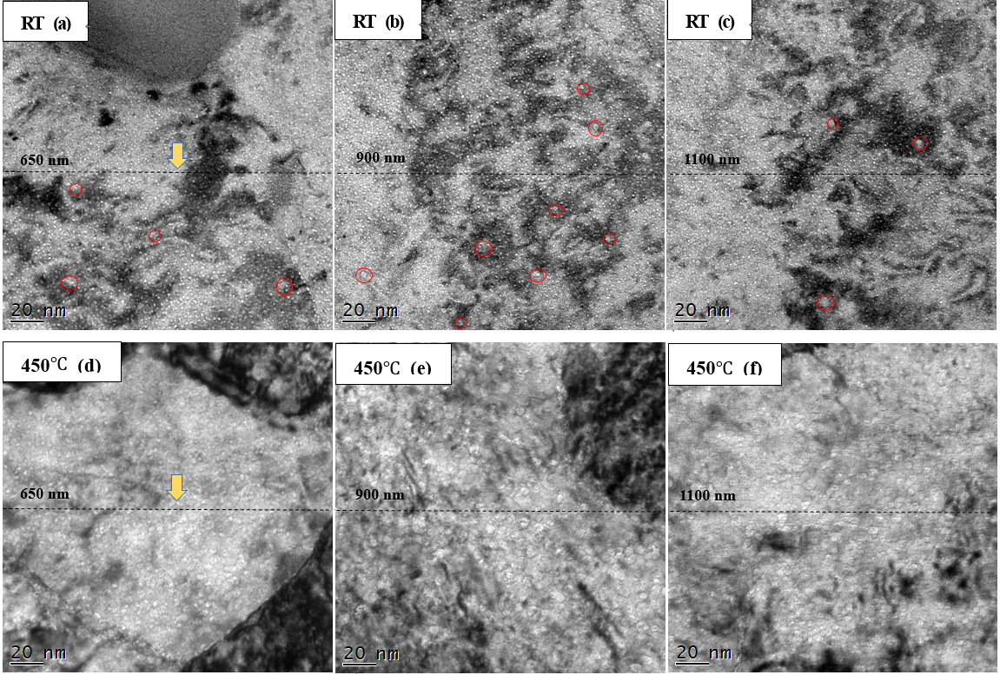 RT (a)
RT (b)
RT (c)
650 nm
900 nm
1100 nm
20 nm
20 nm
20 nm
450℃ (d)
450℃ (e)
450℃ (f)
650 nm
900 nm
1100 nm
20 nm
20 nm
20 nm